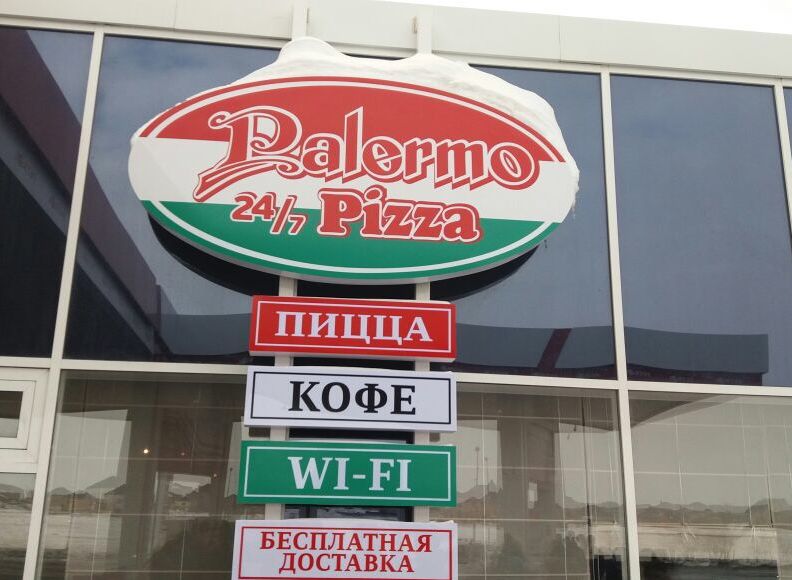 Palermo
24/7 Pizza
ПИЦЦА
КОФЕ
WI-FI
БЕСПЛАТНАЯ
ДОСТАВКА